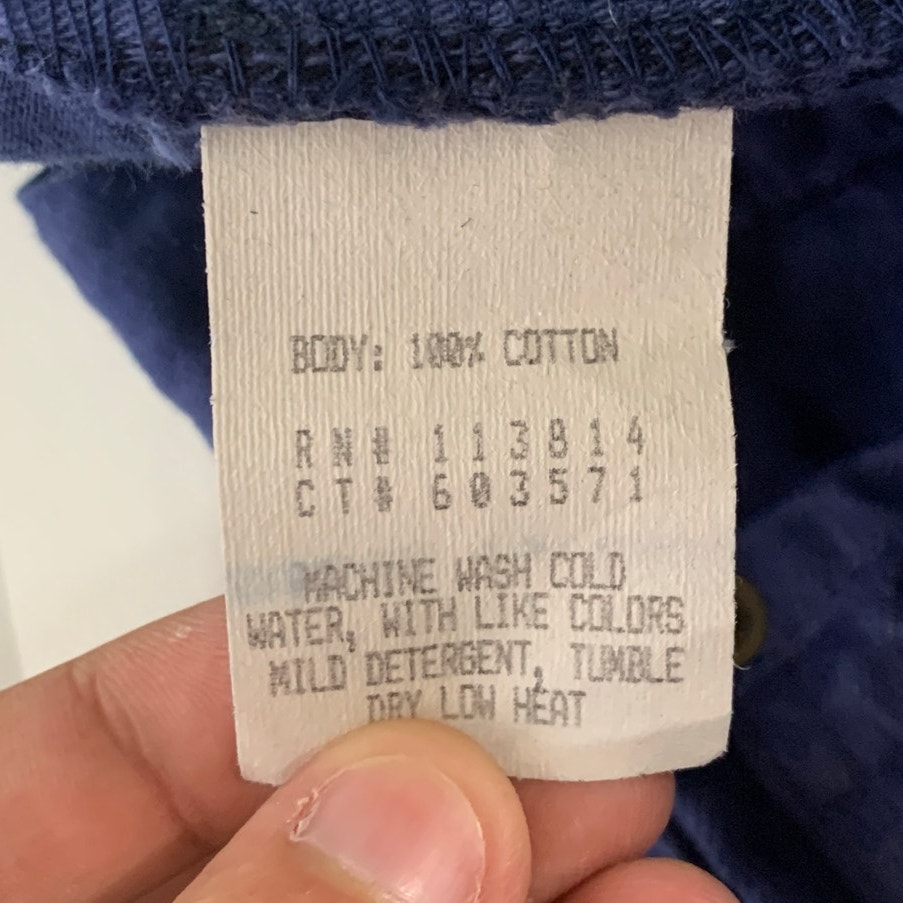 BODY: 100% COTTON
RN# 113814
CT# 603571
MACHINE WASH COLD
WATER, WITH LIKE COLORS
MILD DETERGENT, TUMBLE
DRY LOW HEAT